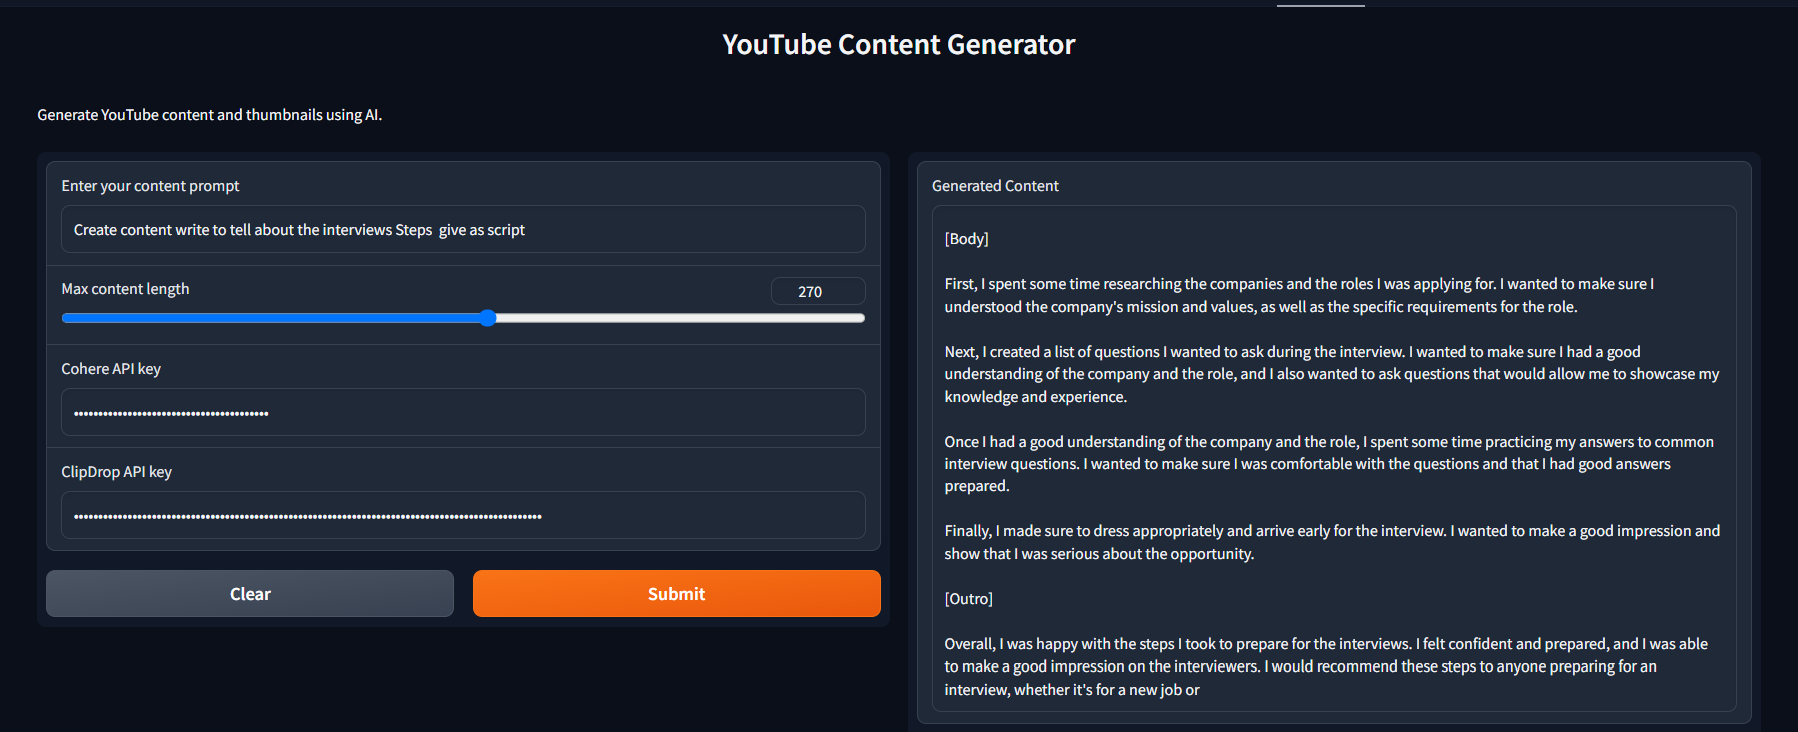 YouTube Content Generator
Generate YouTube content and thumbnails using AI.
Enter your content prompt
Create content write to tell about the interviews Steps  give as script
Max content length
270
Cohere API key
ClipDrop API key
Clear
Submit
Generated Content
[Body]
First, I spent some time researching the companies and the roles I was applying for. I wanted to make sure I
understood the company's mission and values, as well as the specific requirements for the role.
Next, I created a list of questions I wanted to ask during the interview. I wanted to make sure I had a good
understanding of the company and the role, and I also wanted to ask questions that would allow me to showcase my
knowledge and experience.
Once I had a good understanding of the company and the role, I spent some time practicing my answers to common
interview questions. I wanted to make sure I was comfortable with the questions and that I had good answers
prepared.
Finally, I made sure to dress appropriately and arrive early for the interview. I wanted to make a good impression and
show that I was serious about the opportunity.
[Outro]
Overall, I was happy with the steps I took to prepare for the interviews. I felt confident and prepared, and I was able
to make a good impression on the interviewers. I would recommend these steps to anyone preparing for an
interview, whether it's for a new job or